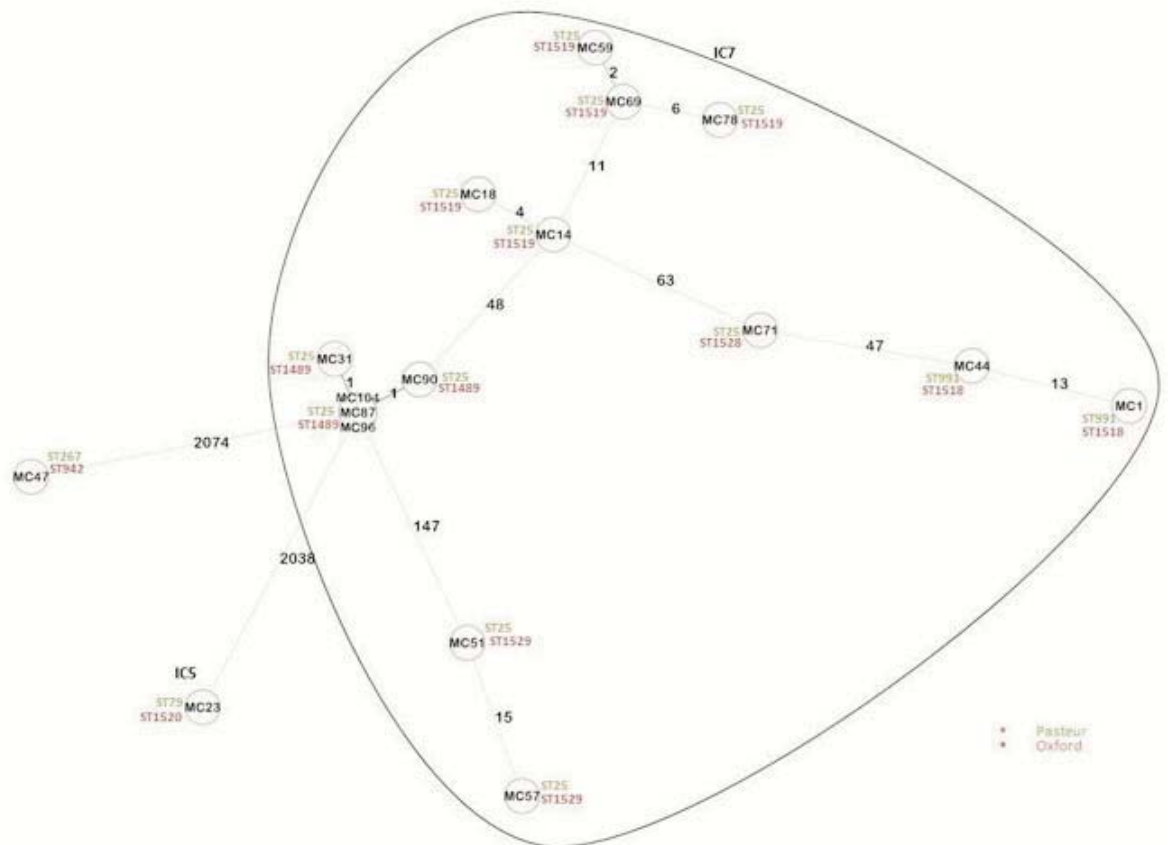 ST25
ST1519 MC59
IC7
2
ST25
ST1519 MC69
6
MC78 ST25
ST1519
11
ST25
ST1519 MC18
4
ST25
ST1519 MC14
63
48
ST25
ST1528 MC71
47
ST25
ST1489 MC31
1
MC90 ST25
ST1489
1
MC44
ST991
ST1518
13
MC1
ST991
ST1518
MC104
ST25 MC87
ST1489 MC96
2074
MC47 ST267
ST942
147
2038
MC51 ST25
ST1529
IC5
ST79
ST1520 MC23
15
Pasteur
Oxford
MC57 ST25
ST1529